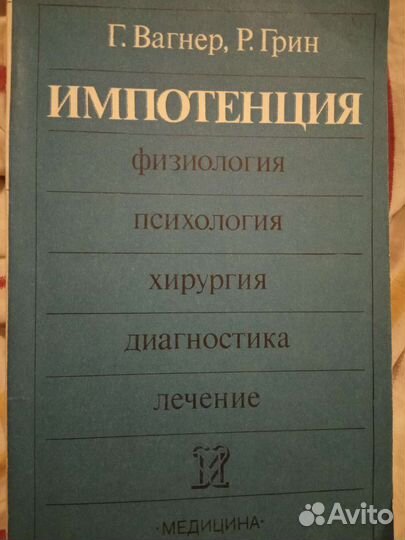 Г. Вагнер, Р. Грин
ИМПОТЕНЦИЯ
физиология
психология
хирургия
диагностика
лечение
·МЕДИЦИНА·
Avito